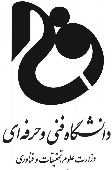 دانشگاه فنی و حرفه ای
وزارت علوم تحقیقات و فناوری